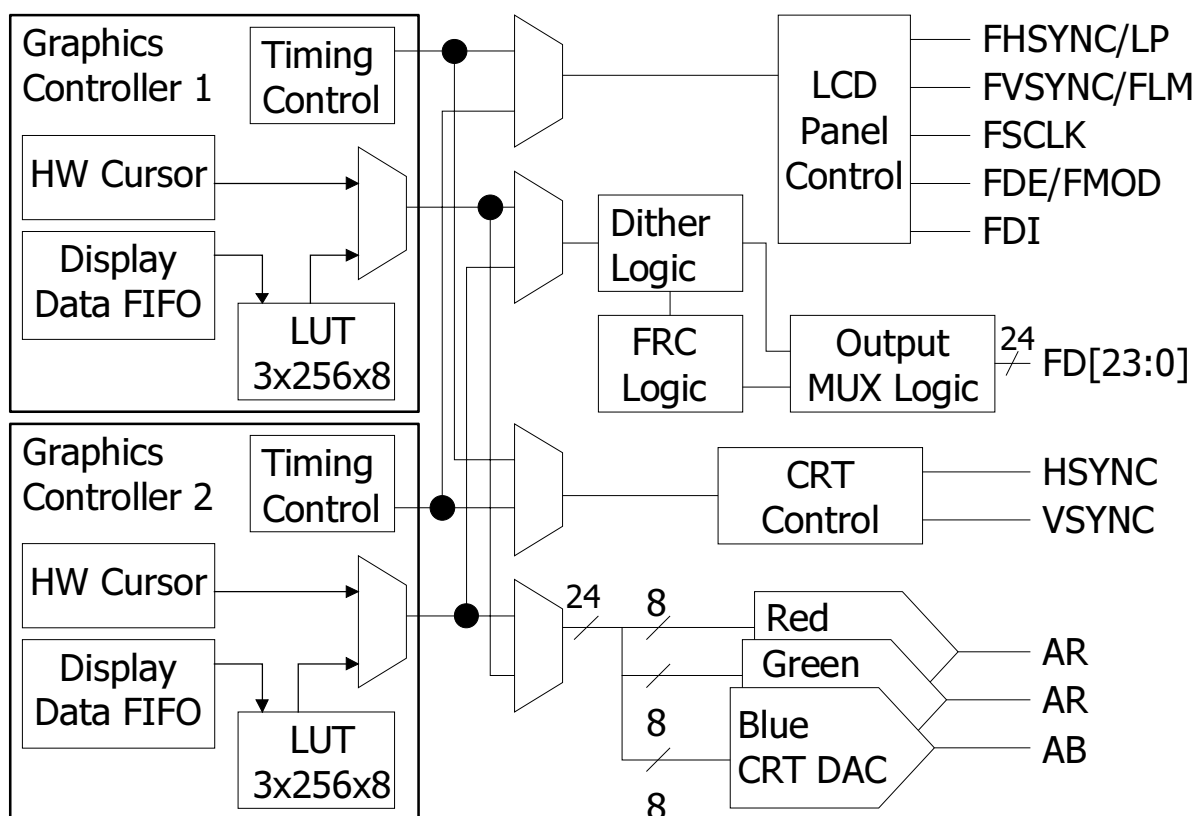 Graphics
Controller 1
Timing
Control
HW Cursor
Display
Data FIFO
LUT
3x256x8
LCD
Panel
Control
FHSYNC/LP
FVSYNC/FLM
FSCLK
FDE/FMOD
FDI
Dither
Logic
FRC
Logic
Output
MUX Logic
24
FD[23:0]
Graphics
Controller 2
Timing
Control
HW Cursor
Display
Data FIFO
LUT
3x256x8
CRT
Control
HSYNC
VSYNC
24
8
8
8
Red
Green
Blue
CRT DAC
AR
AR
AB